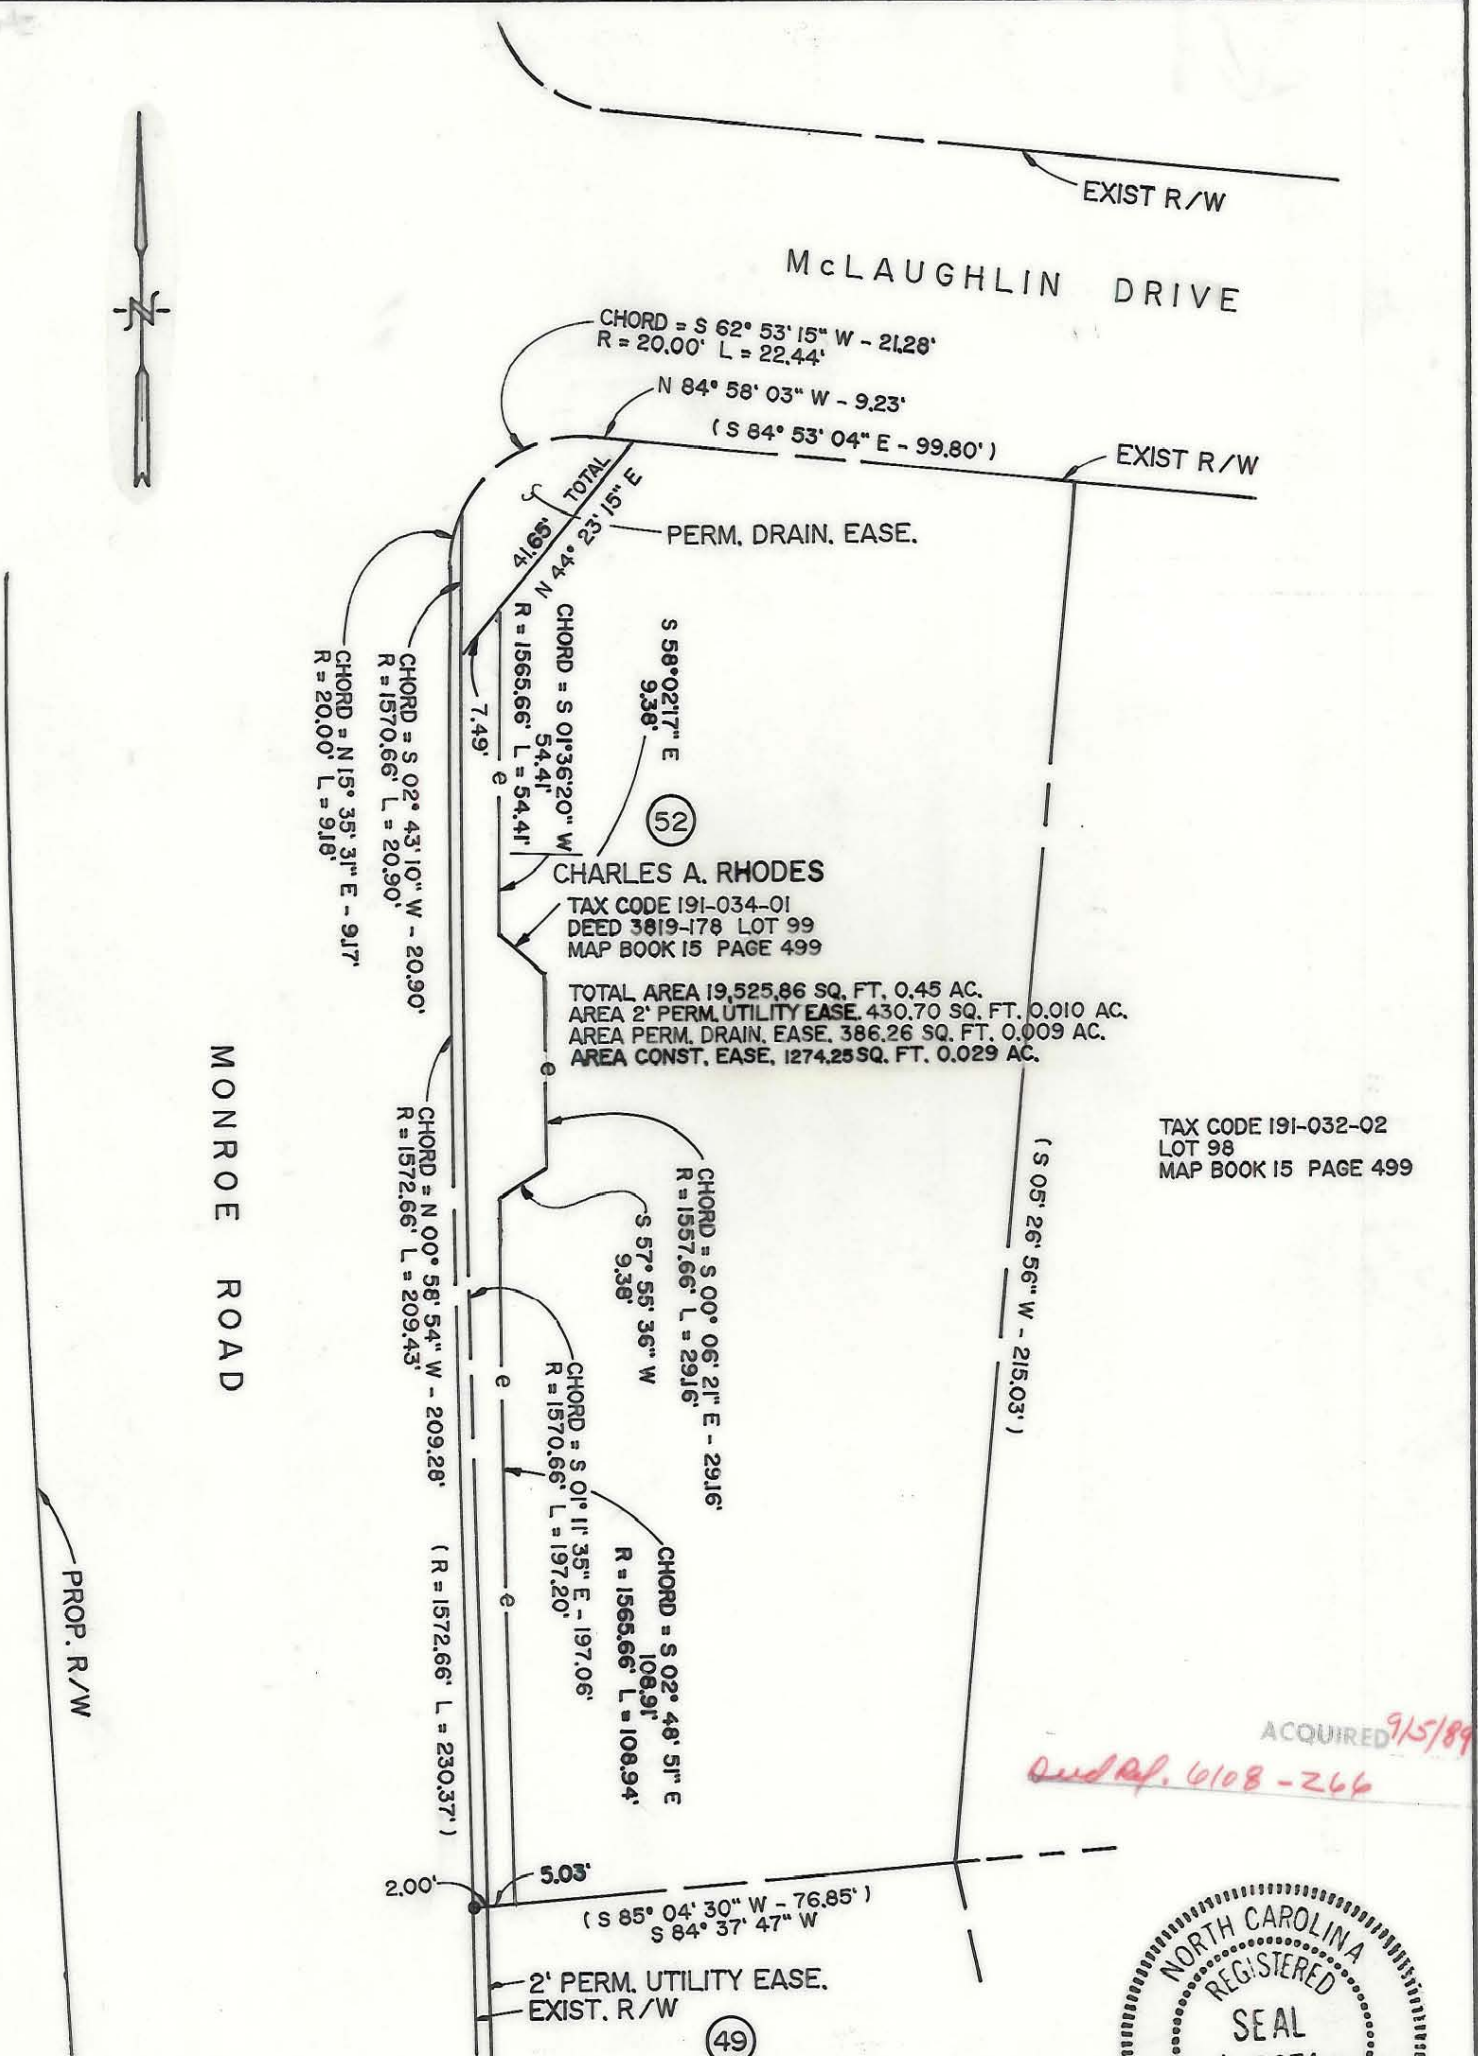 EXIST R/W
McLAUGHLIN DRIVE
CHORD = S 62° 53' 15" W - 21.28'
R = 20.00' L = 22.44'
N 84° 58' 03" W - 9.23'
( S 84° 53' 04" E - 99.80' )
EXIST R/W
N
TOTAL
41.65'
N 44° 23' 15" E
PERM. DRAIN. EASE.
CHORD = N 15° 35' 31" E - 9.17'
R = 20.00' L = 9.18'
CHORD = S 02° 43' 10" W - 20.90'
R = 1570.66' L = 20.90'
7.49'
CHORD = S 01°36'20" W
54.41'
R = 1565.66' L = 54.41'
S 58°02'17" E
9.38'
e
52
CHARLES A. RHODES
TAX CODE 191-034-01
DEED 3819-178 LOT 99
MAP BOOK 15 PAGE 499
TOTAL AREA 19,525.86 SQ. FT. 0.45 AC.
AREA 2' PERM. UTILITY EASE. 430.70 SQ. FT. 0.010 AC.
AREA PERM. DRAIN. EASE. 386.26 SQ. FT. 0.009 AC.
AREA CONST. EASE. 1274.25 SQ. FT. 0.029 AC.
e
MONROE ROAD
CHORD = N 00° 58' 54" W - 209.28'
R = 1572.66' L = 209.43'
( R = 1572.66' L = 230.37' )
CHORD = S 00° 06' 21" E - 29.16'
R = 1557.66' L = 29.16'
S 57° 55' 36" W
9.38'
TAX CODE 191-032-02
LOT 98
MAP BOOK 15 PAGE 499
( S 05° 26' 56" W - 215.03' )
e
CHORD = S 01° 11' 35" E - 197.06'
R = 1570.66' L = 197.20'
CHORD = S 02° 48' 51" E
108.91'
R = 1565.66' L = 108.94'
e
PROP. R/W
ACQUIRED 9/5/89
Deed Ref. 6108 - 266
2.00'
5.03'
( S 85° 04' 30" W - 76.85' )
S 84° 37' 47" W
2' PERM. UTILITY EASE.
EXIST. R/W
49
NORTH CAROLINA
REGISTERED
SEAL